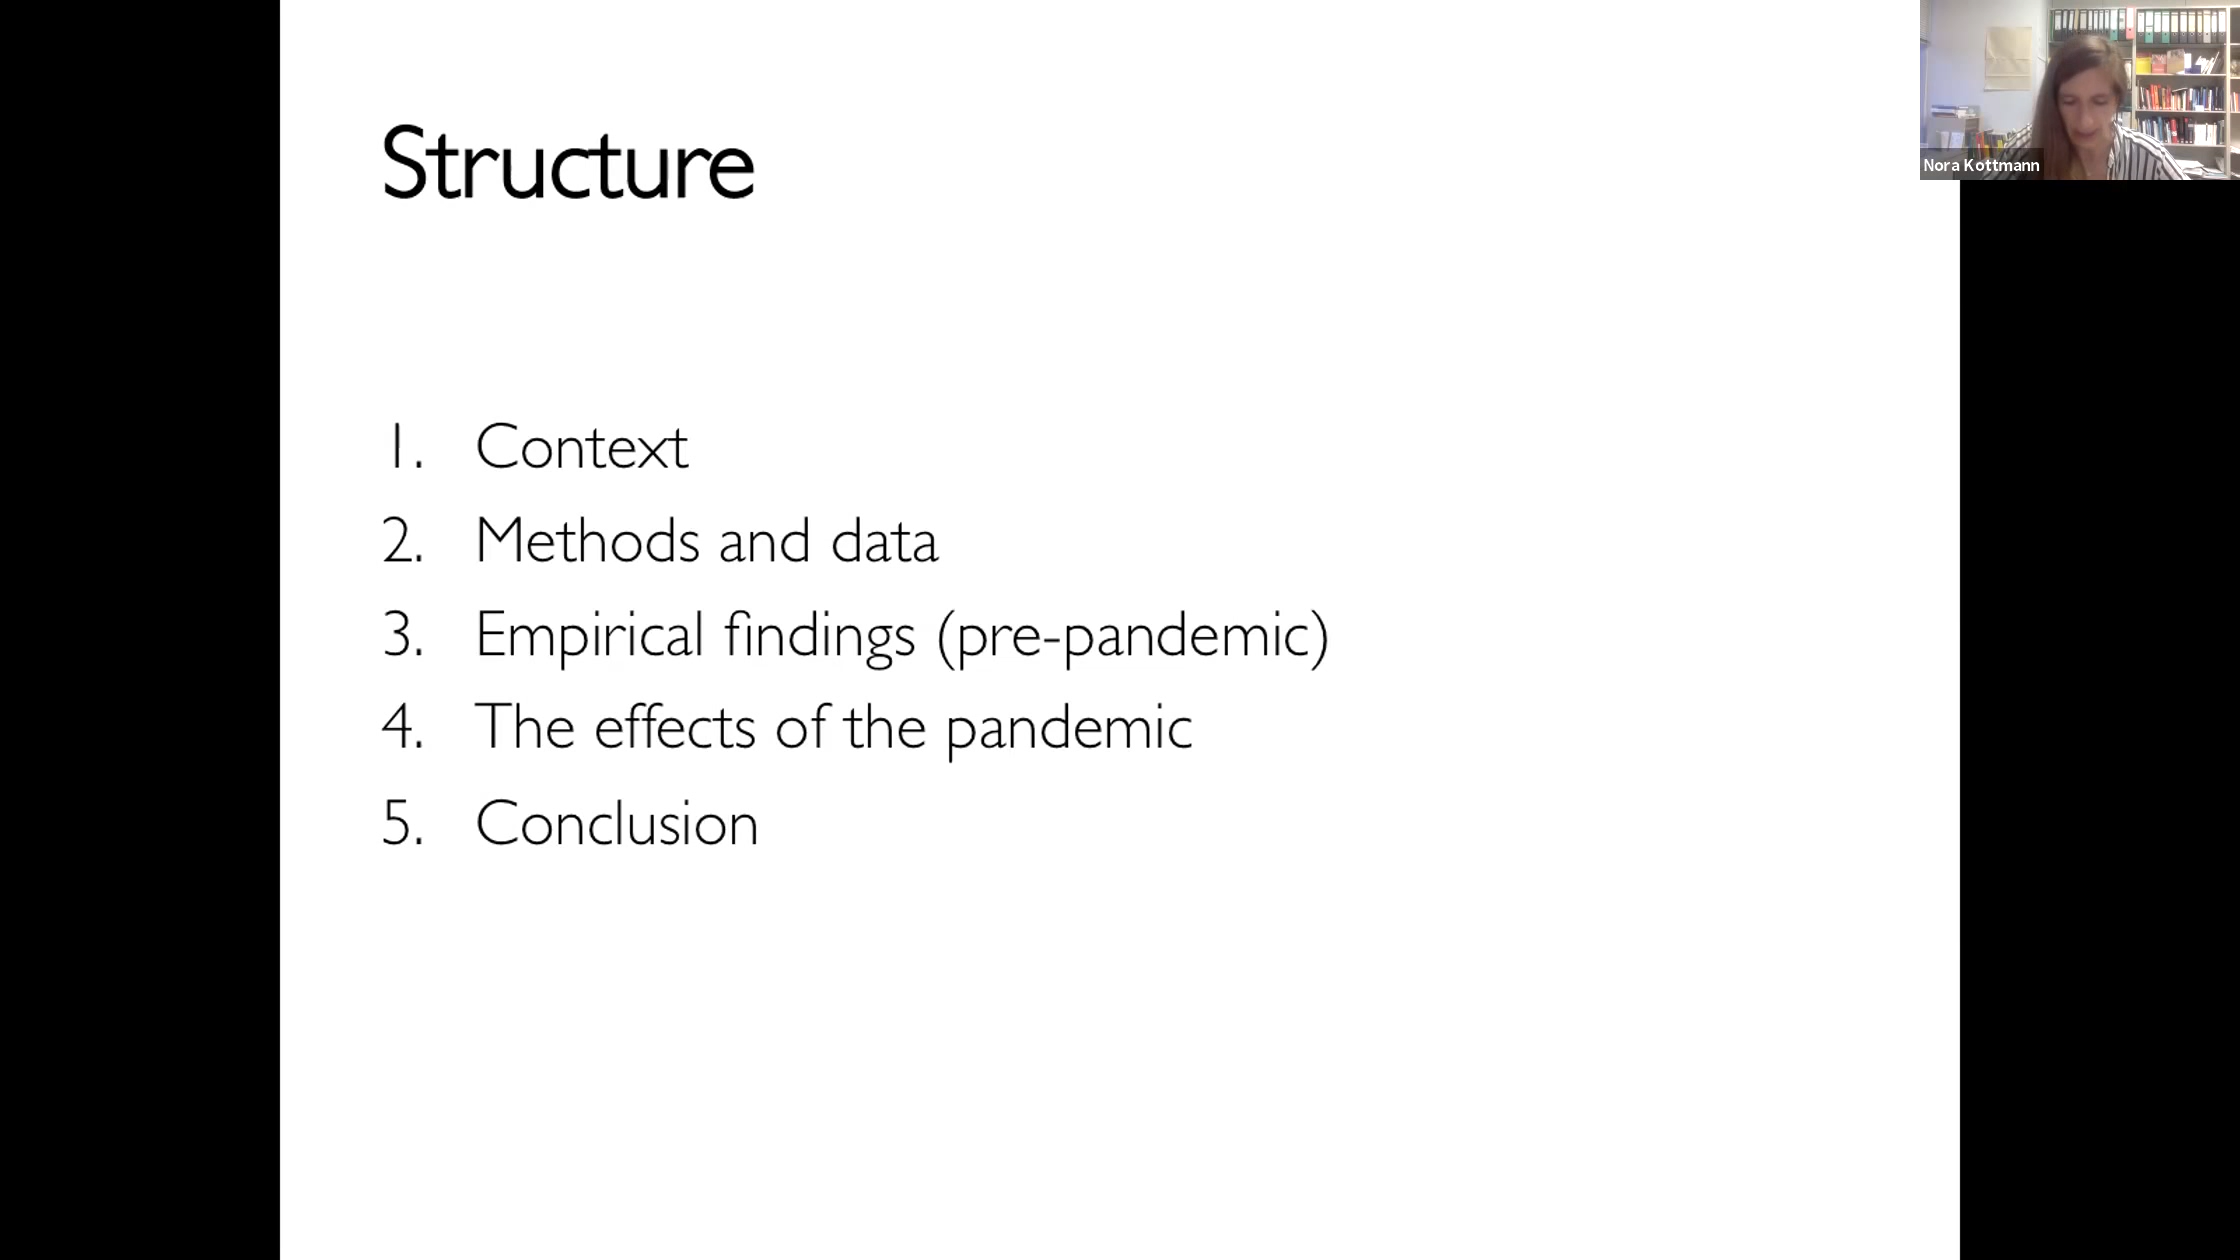 Structure
Nora Kottmann
1. Context
2. Methods and data
3. Empirical findings (pre-pandemic)
4. The effects of the pandemic
5. Conclusion